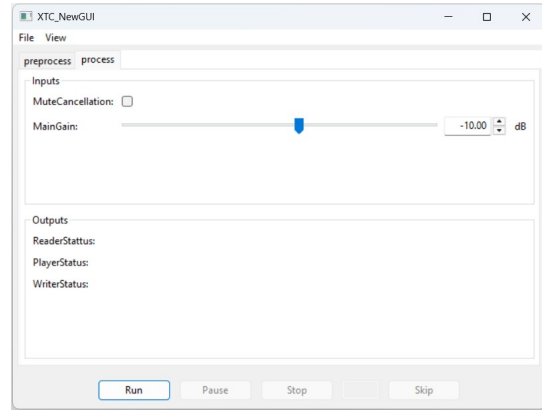 XTC_NewGUI
File View
preprocess process
Inputs
MuteCancellation:
MainGain: -10.00 dB
Outputs
ReaderStattus:
PlayerStatus:
WriterStatus:
Run Pause Stop Skip